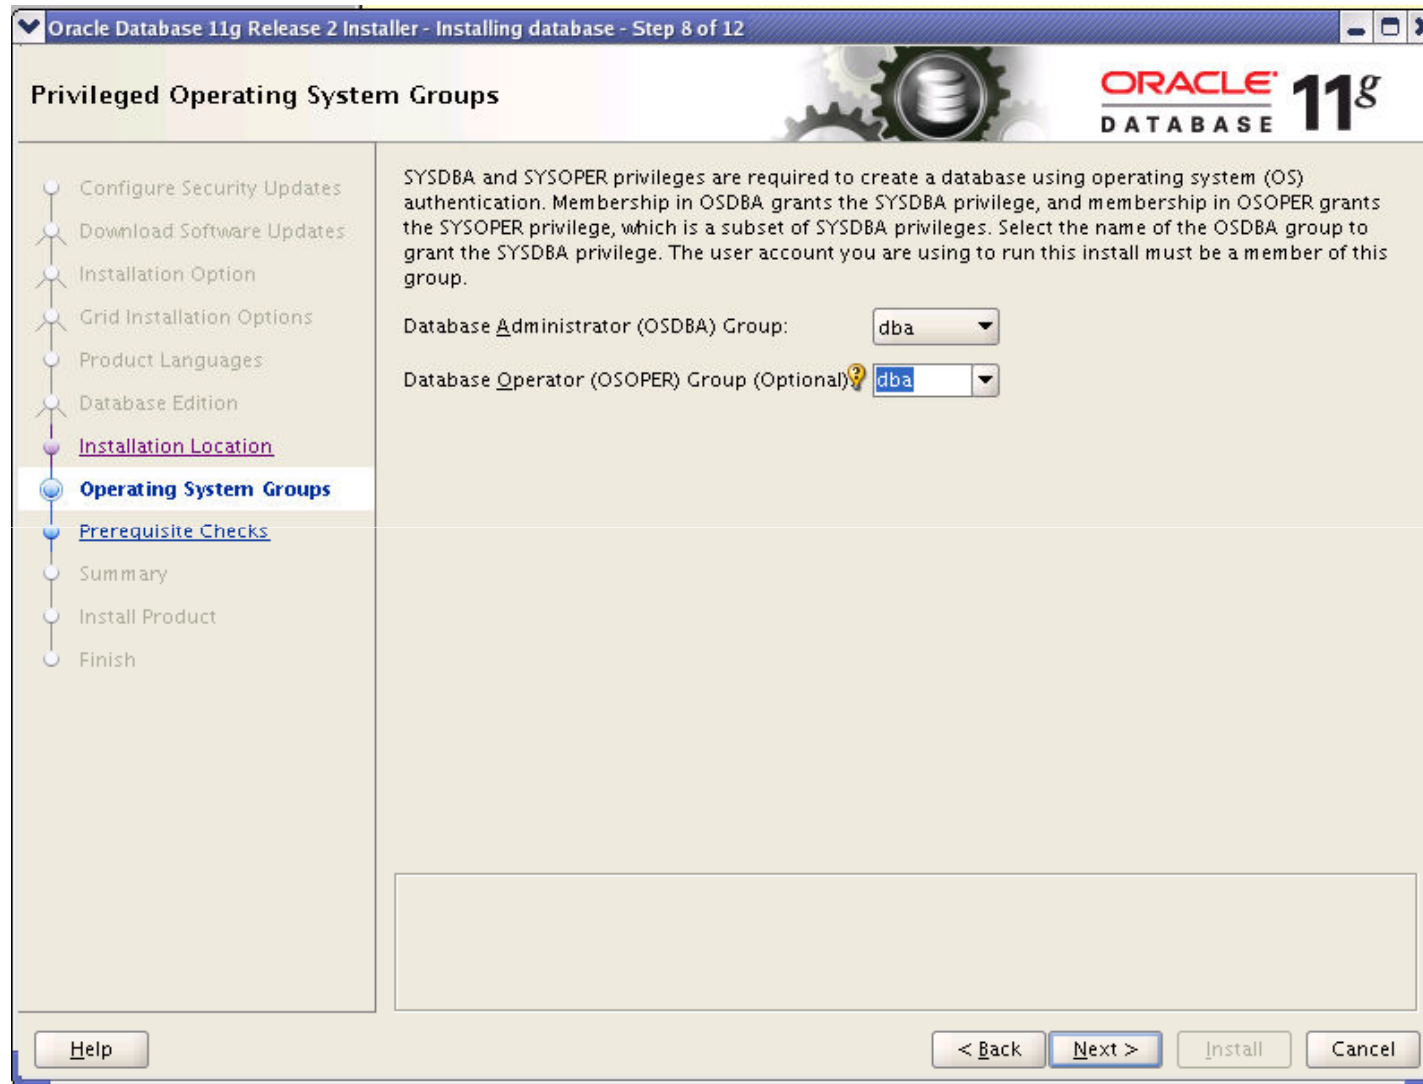 Oracle Database 11g Release 2 Installer - Installing database - Step 8 of 12
Privileged Operating System Groups
ORACLE
DATABASE
11g
Configure Security Updates
Download Software Updates
Installation Option
Grid Installation Options
Product Languages
Database Edition
Installation Location
Operating System Groups
Prerequisite Checks
Summary
Install Product
Finish
SYSDBA and SYSOPER privileges are required to create a database using operating system (OS)
authentication. Membership in OSDBA grants the SYSDBA privilege, and membership in OSOPER grants
the SYSOPER privilege, which is a subset of SYSDBA privileges. Select the name of the OSDBA group to
grant the SYSDBA privilege. The user account you are using to run this install must be a member of this
group.
Database Administrator (OSDBA) Group: dba
Database Operator (OSOPER) Group (Optional) dba
Help
< Back
Next >
Install
Cancel